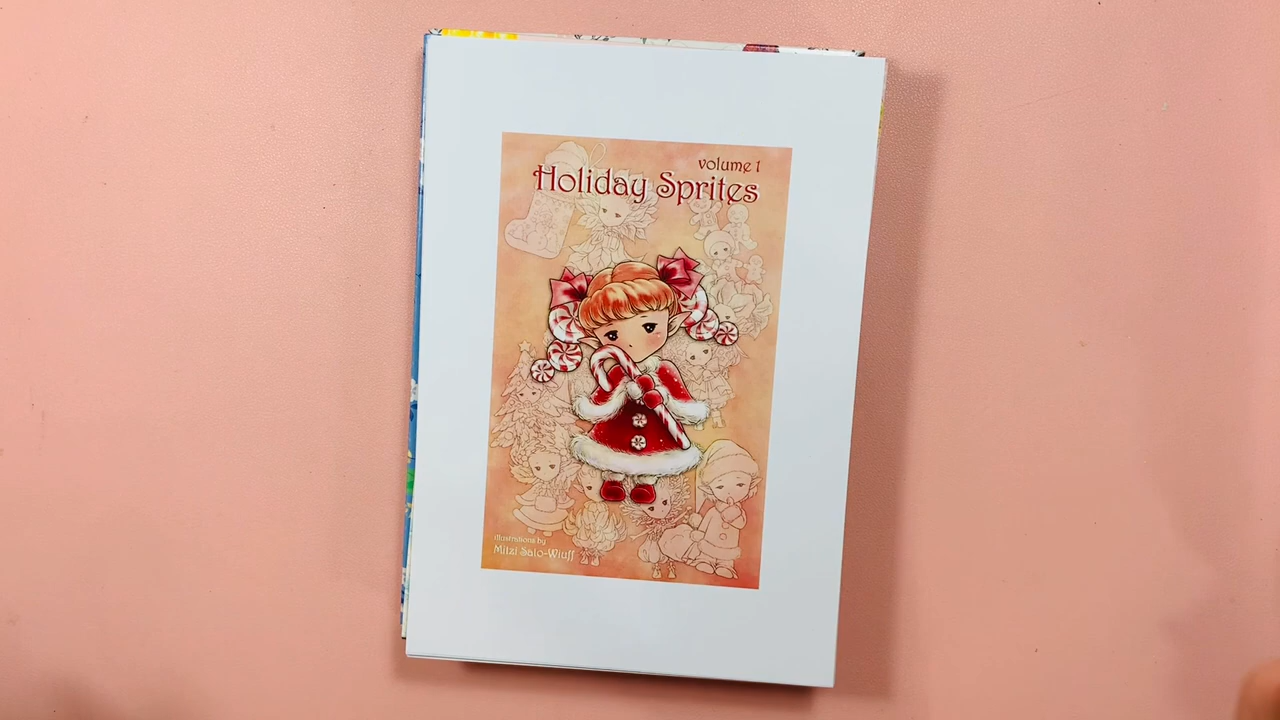 volume 1
Holiday Sprites
illustrations by
Mitzi Sato-Wiuff